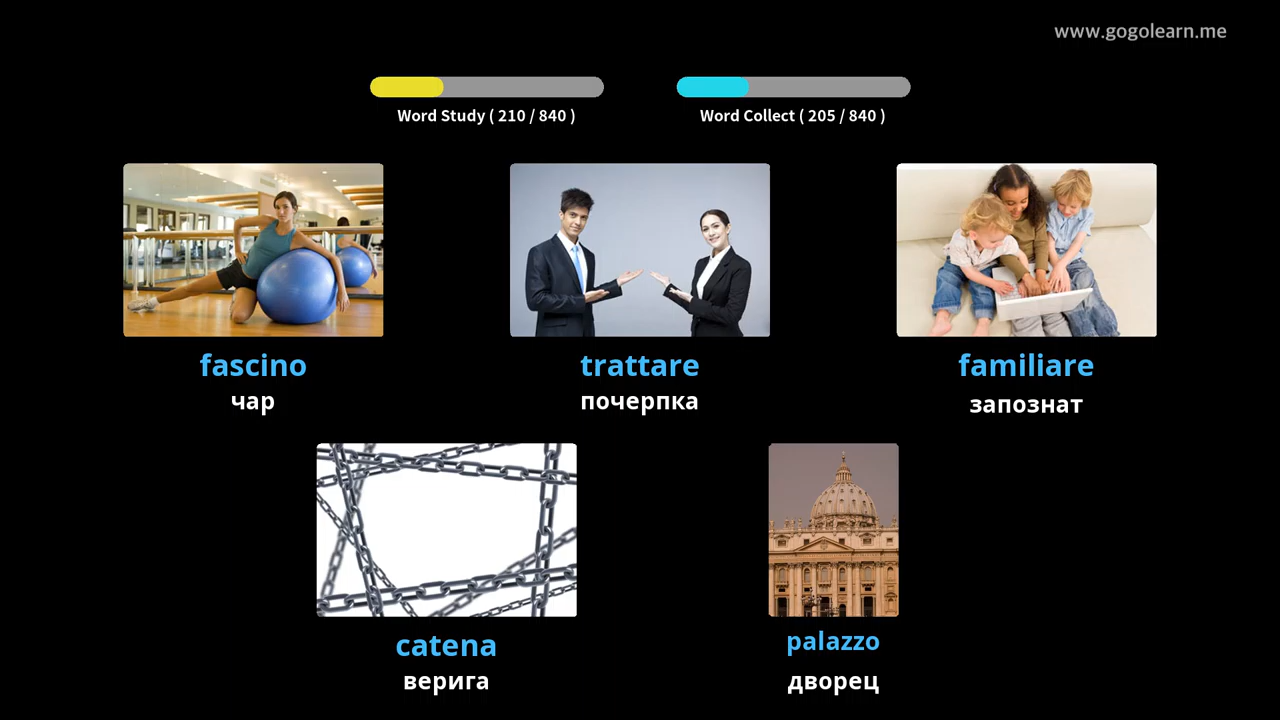 www.gogolearn.me
Word Study ( 210 / 840 )
Word Collect ( 205 / 840 )
fascino
чар
trattare
почерпка
familiare
запознат
catena
верига
palazzo
дворец